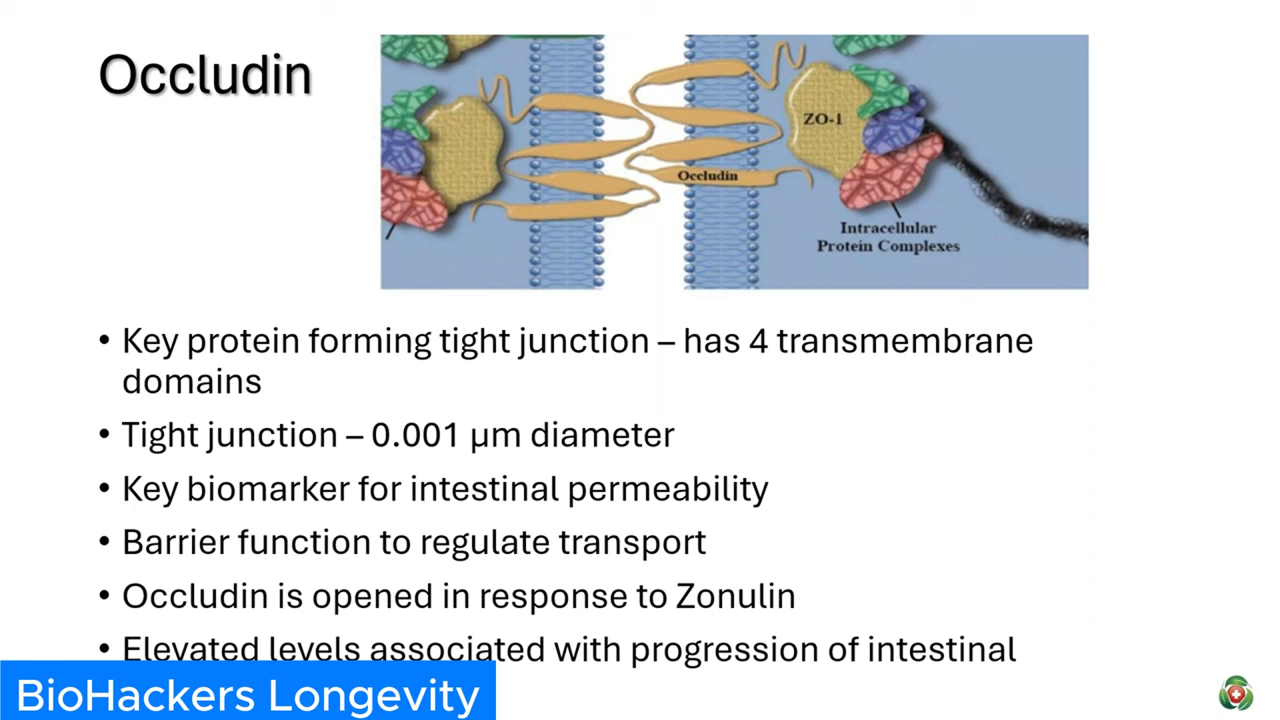 Occludin
ZO-1
Occludin
Intracellular
Protein Complexes
• Key protein forming tight junction – has 4 transmembrane
domains
• Tight junction – 0.001 µm diameter
• Key biomarker for intestinal permeability
• Barrier function to regulate transport
• Occludin is opened in response to Zonulin
• Elevated levels associated with progression of intestinal
BioHackers Longevity